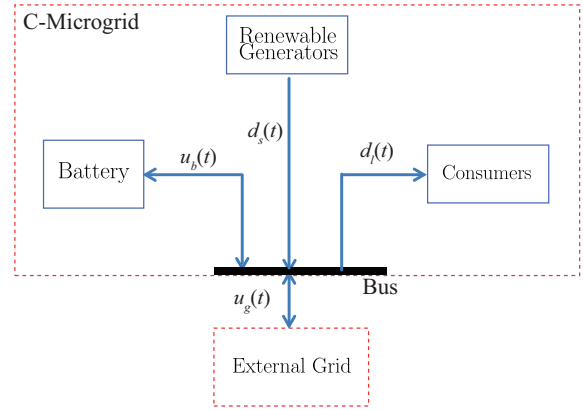 C-Microgrid
Renewable
Generators
d_s(t)
u_b(t)
d_l(t)
Battery
Consumers
Bus
u_g(t)
External Grid